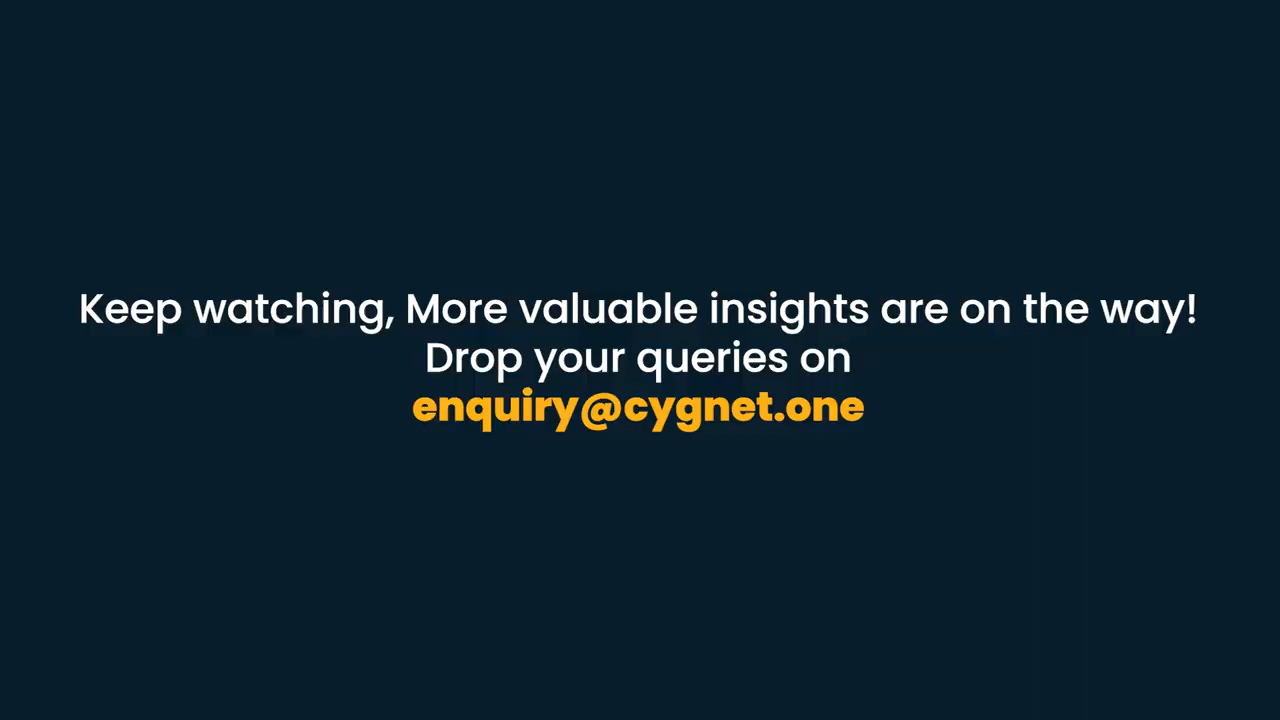 Keep watching, More valuable insights are on the way!
Drop your queries on
enquiry@cygnet.one